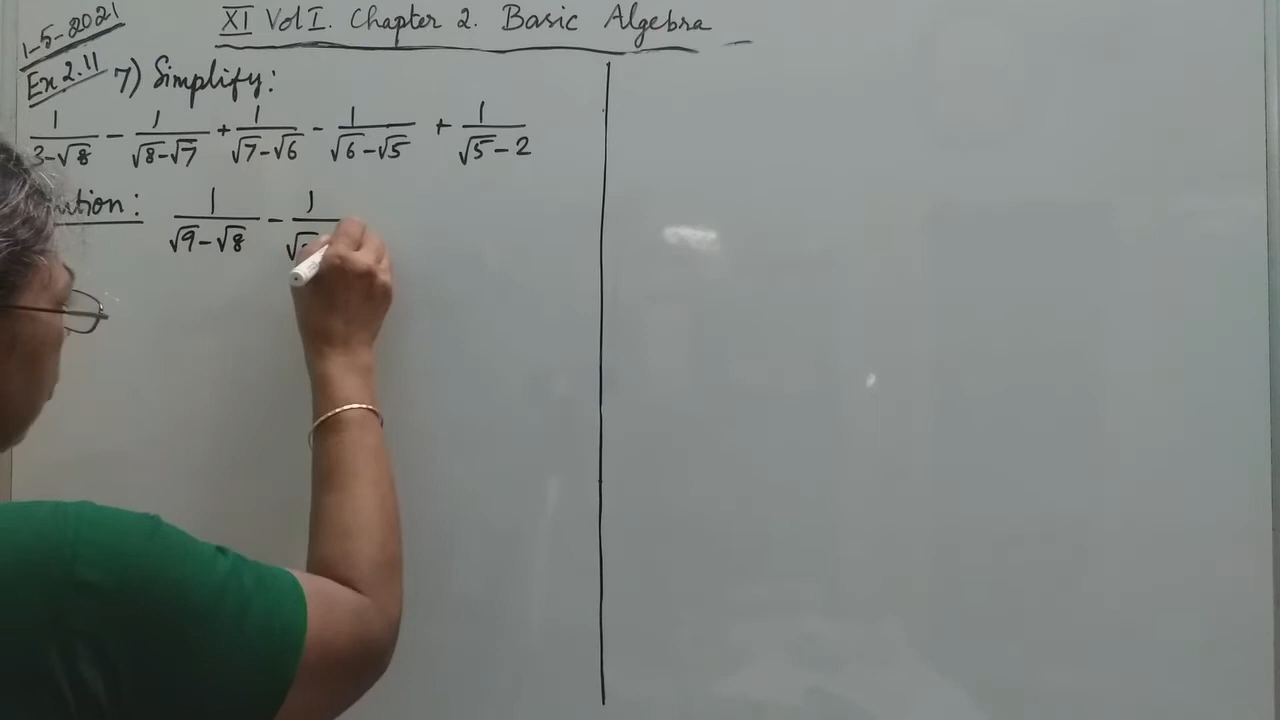 1-5-2021
XI Vol I. Chapter 2. Basic Algebra
Ex 2.11 7) Simplify:
1/(3-√8) - 1/(√8-√7) + 1/(√7-√6) - 1/(√6-√5) + 1/(√5-2)
1/(√9-√8) - 1/√